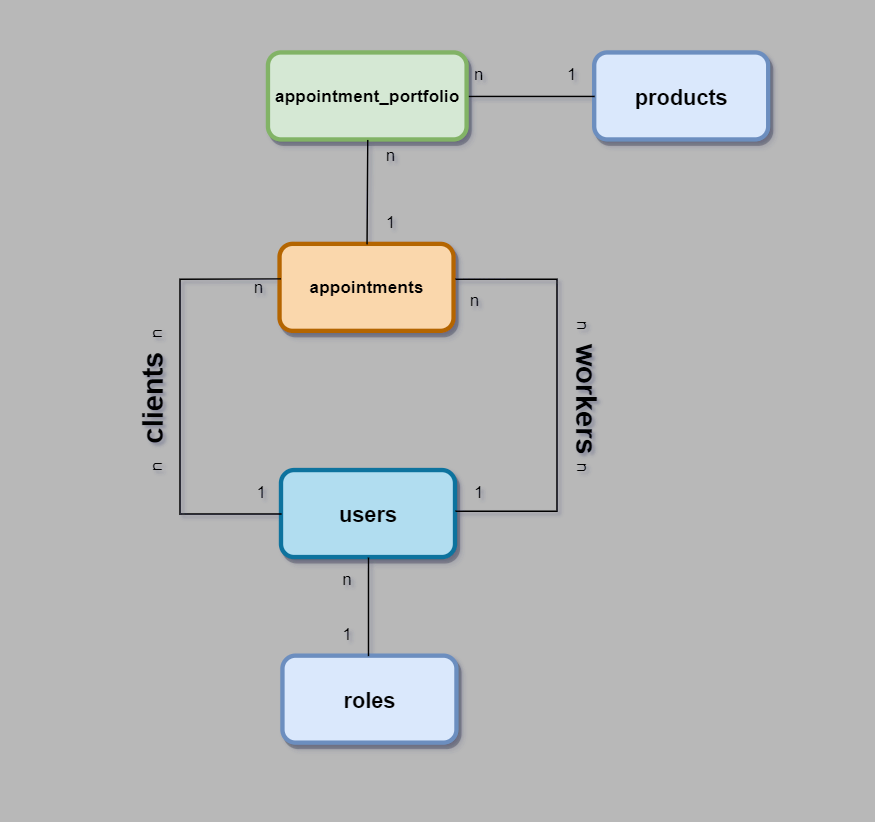 appointment_portfolio
n
1
products
n
1
appointments
n
n
n
clients
n
n
workers
n
1
users
1
n
1
roles